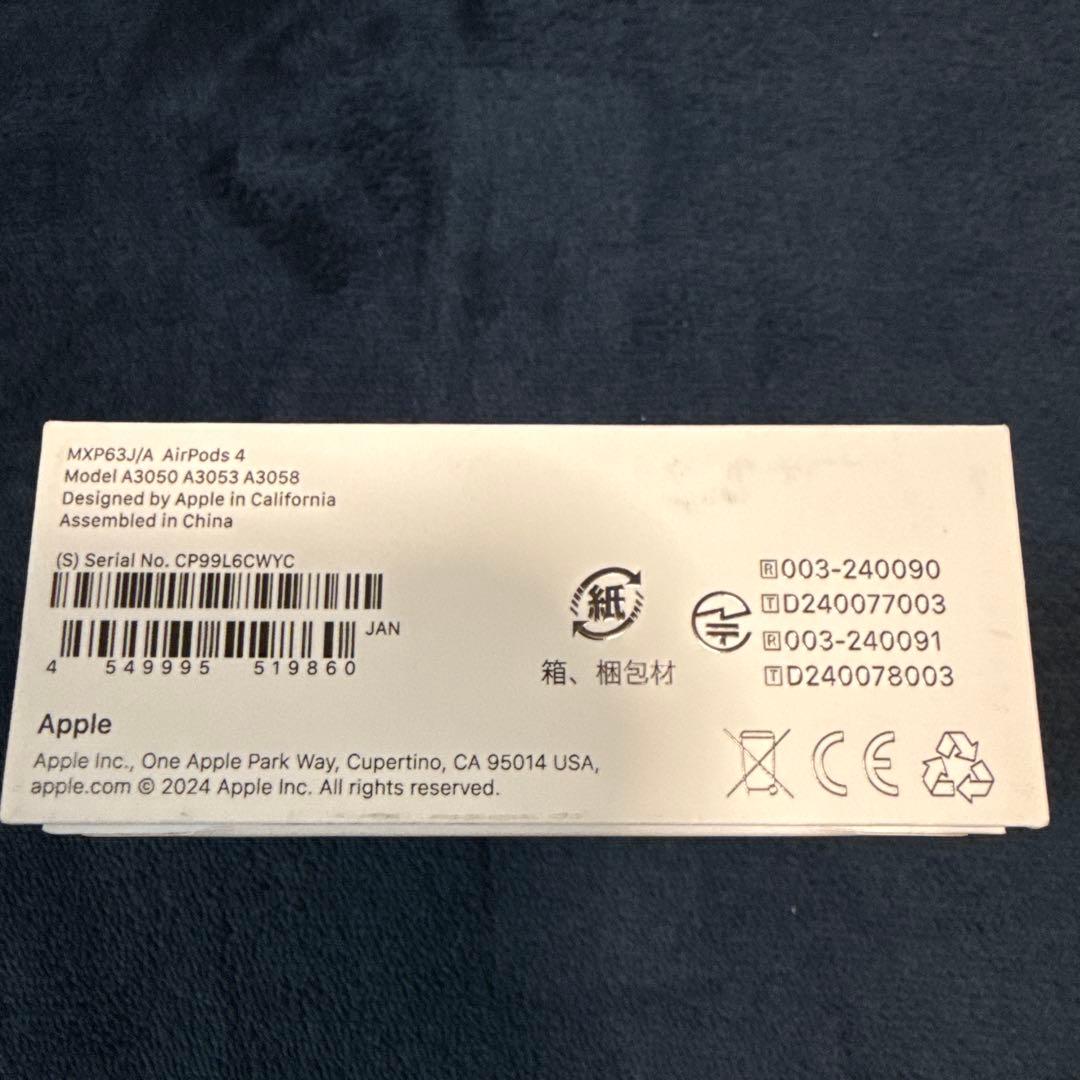 MXP63J/A AirPods 4
Model A3050 A3053 A3058
Designed by Apple in California
Assembled in China
(S) Serial No. CP99L6CWYC
JAN
4 549995 519860
紙
箱、梱包材
R003-240090
TD240077003
R003-240091
TD240078003
Apple
Apple Inc., One Apple Park Way, Cupertino, CA 95014 USA,
apple.com © 2024 Apple Inc. All rights reserved.
CE